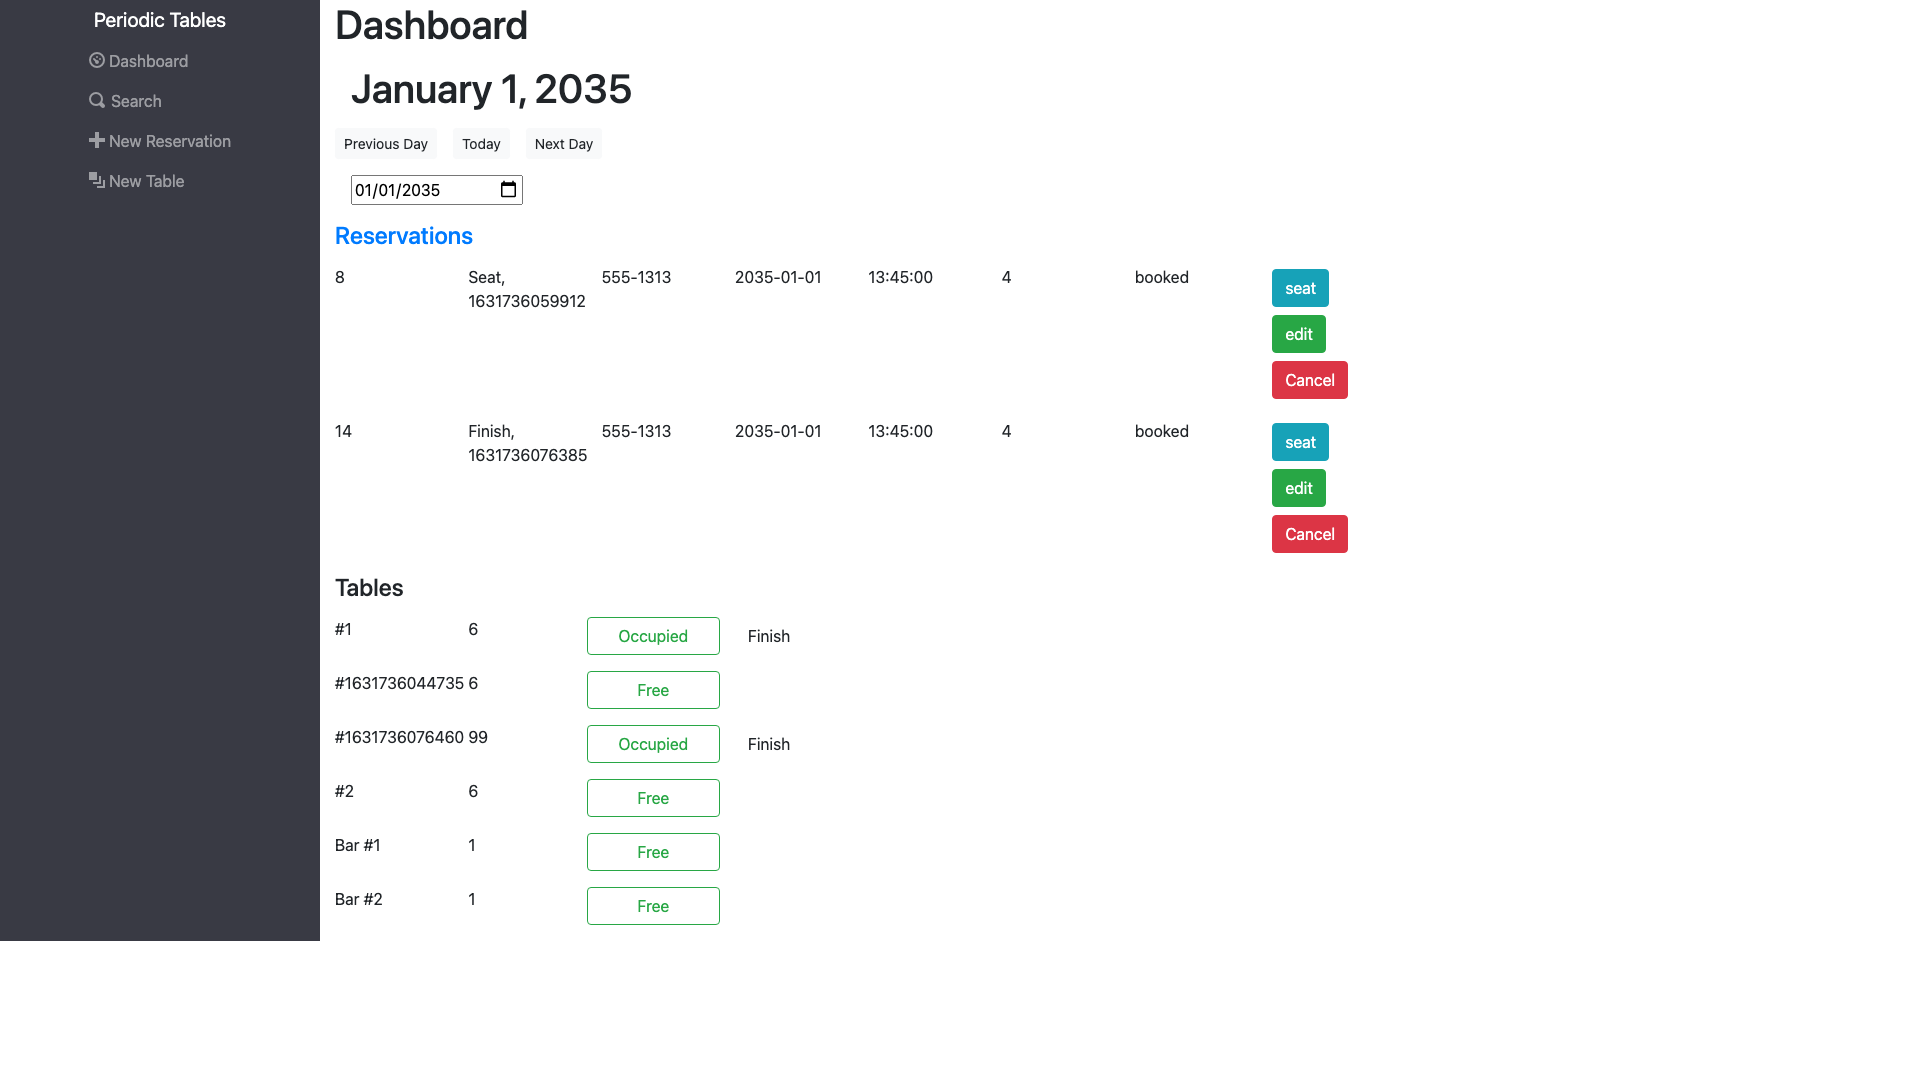 Periodic Tables
Dashboard
Search
New Reservation
New Table
Dashboard
January 1, 2035
Previous Day Today Next Day
01/01/2035
Reservations
8 Seat, 555-1313 2035-01-01 13:45:00 4 booked seat
1631736059912
edit
Cancel
14 Finish, 555-1313 2035-01-01 13:45:00 4 booked seat
1631736076385
edit
Cancel
Tables
#1 6 Occupied Finish
#1631736044735 6 Free
#1631736076460 99 Occupied Finish
#2 6 Free
Bar #1 1 Free
Bar #2 1 Free